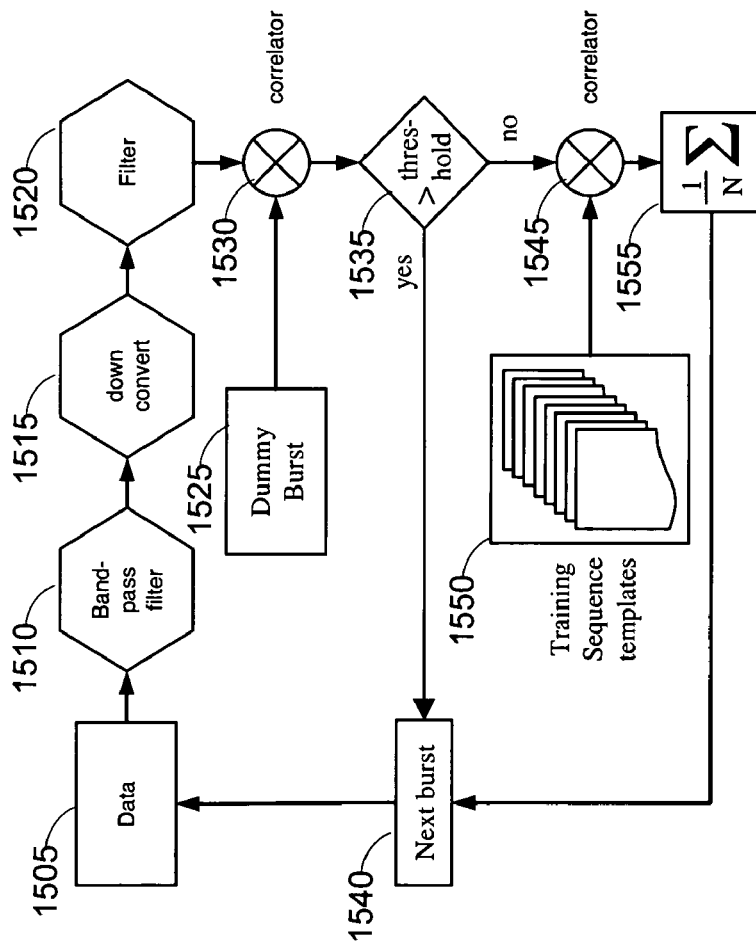 1505
Data
1510
Band-
pass
filter
1515
down
convert
1520
Filter
1525
Dummy
Burst
1530
correlator
1535
>
thres-
hold
yes
no
1540
Next burst
1545
correlator
1550
Training
Sequence
templates
1555
1
N
Σ